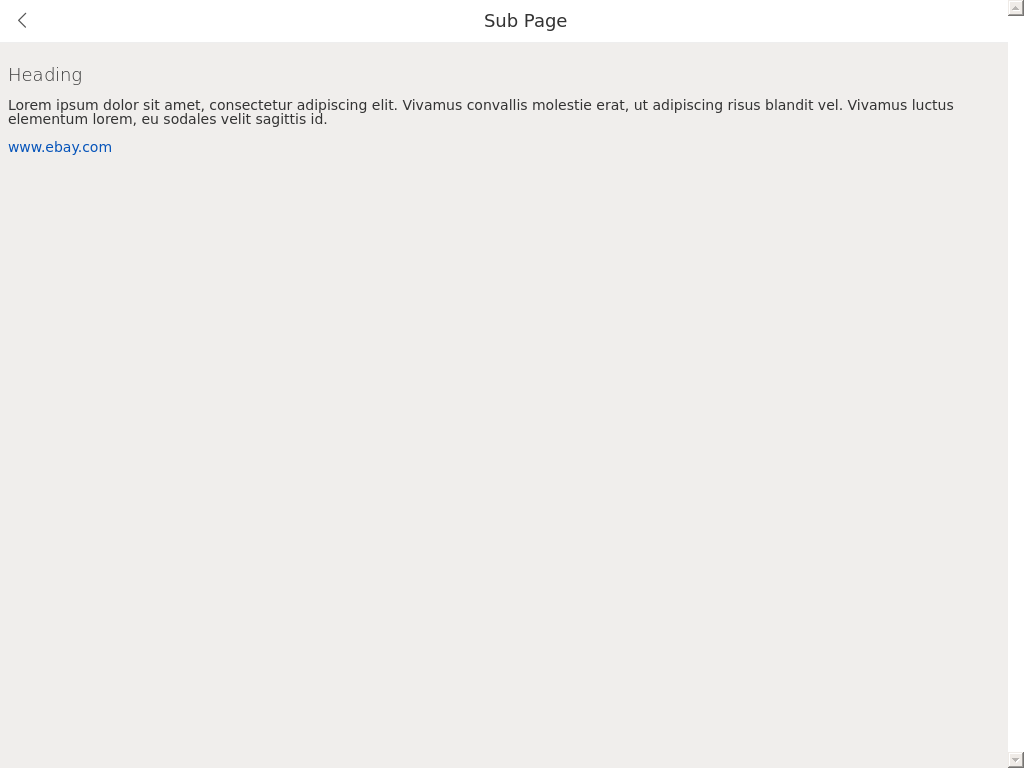 Sub Page
Heading
Lorem ipsum dolor sit amet, consectetur adipiscing elit. Vivamus convallis molestie erat, ut adipiscing risus blandit vel. Vivamus luctus
elementum lorem, eu sodales velit sagittis id.
www.ebay.com